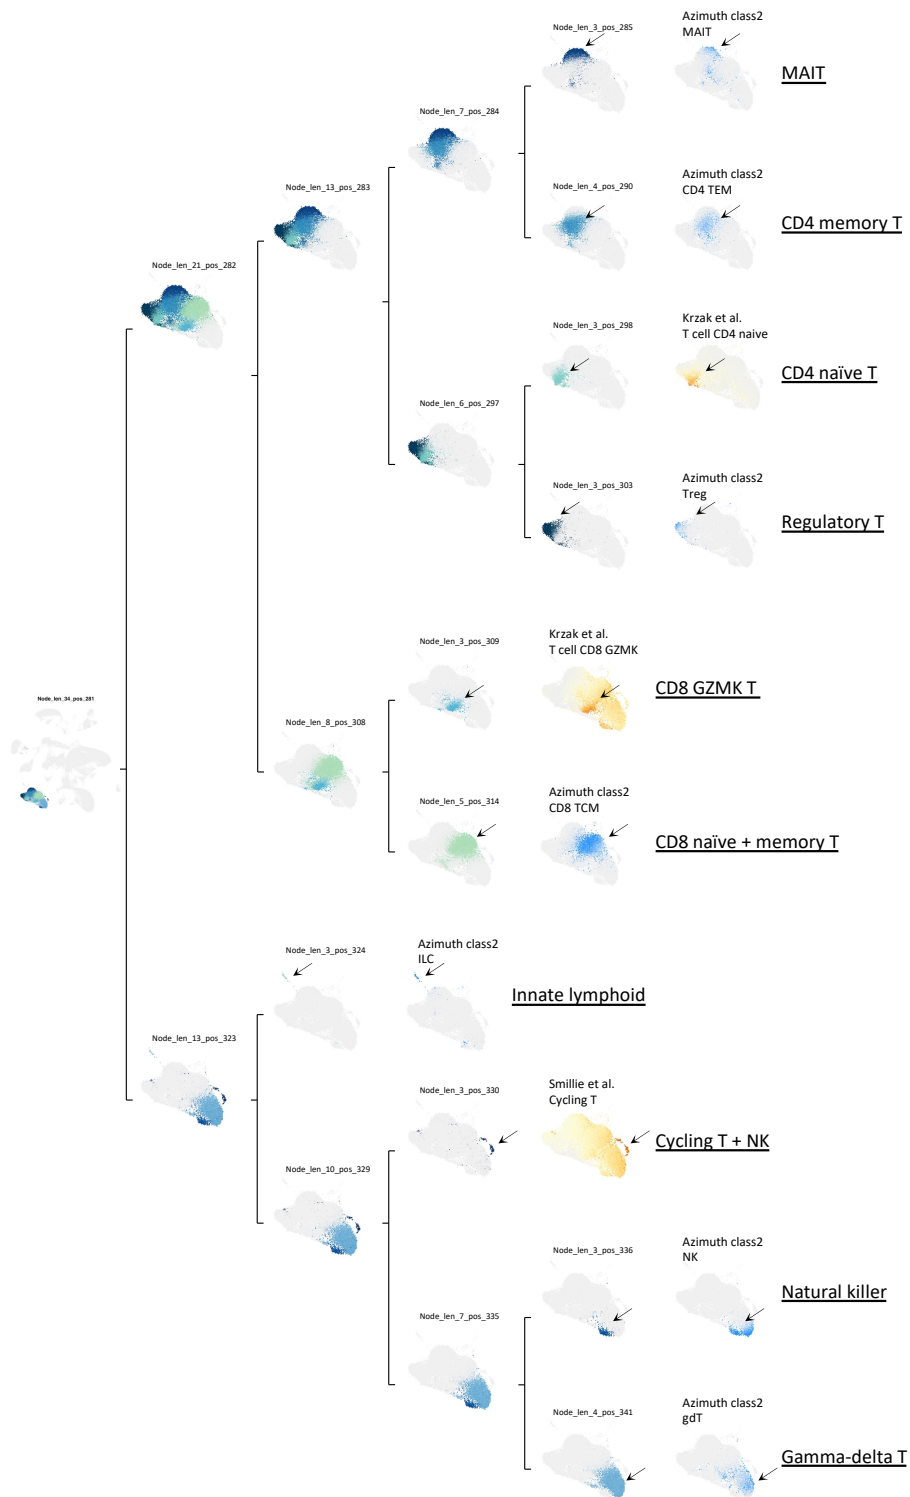 Node_len_3_pos_285
Azimuth class2
MAIT
MAIT
Node_len_7_pos_284
Node_len_4_pos_290
Azimuth class2
CD4 TEM
CD4 memory T
Node_len_13_pos_283
Node_len_21_pos_282
Node_len_3_pos_298
Krzak et al.
T cell CD4 naive
CD4 naïve T
Node_len_6_pos_297
Node_len_3_pos_303
Azimuth class2
Treg
Regulatory T
Node_len_3_pos_309
Krzak et al.
T cell CD8 GZMK
CD8 GZMK T
Node_len_34_pos_281
Node_len_8_pos_308
Node_len_5_pos_314
Azimuth class2
CD8 TCM
CD8 naïve + memory T
Node_len_3_pos_324
Azimuth class2
ILC
Innate lymphoid
Node_len_13_pos_323
Node_len_3_pos_330
Smillie et al.
Cycling T
Cycling T + NK
Node_len_10_pos_329
Node_len_3_pos_336
Azimuth class2
NK
Natural killer
Node_len_7_pos_335
Node_len_4_pos_341
Azimuth class2
gdT
Gamma-delta T